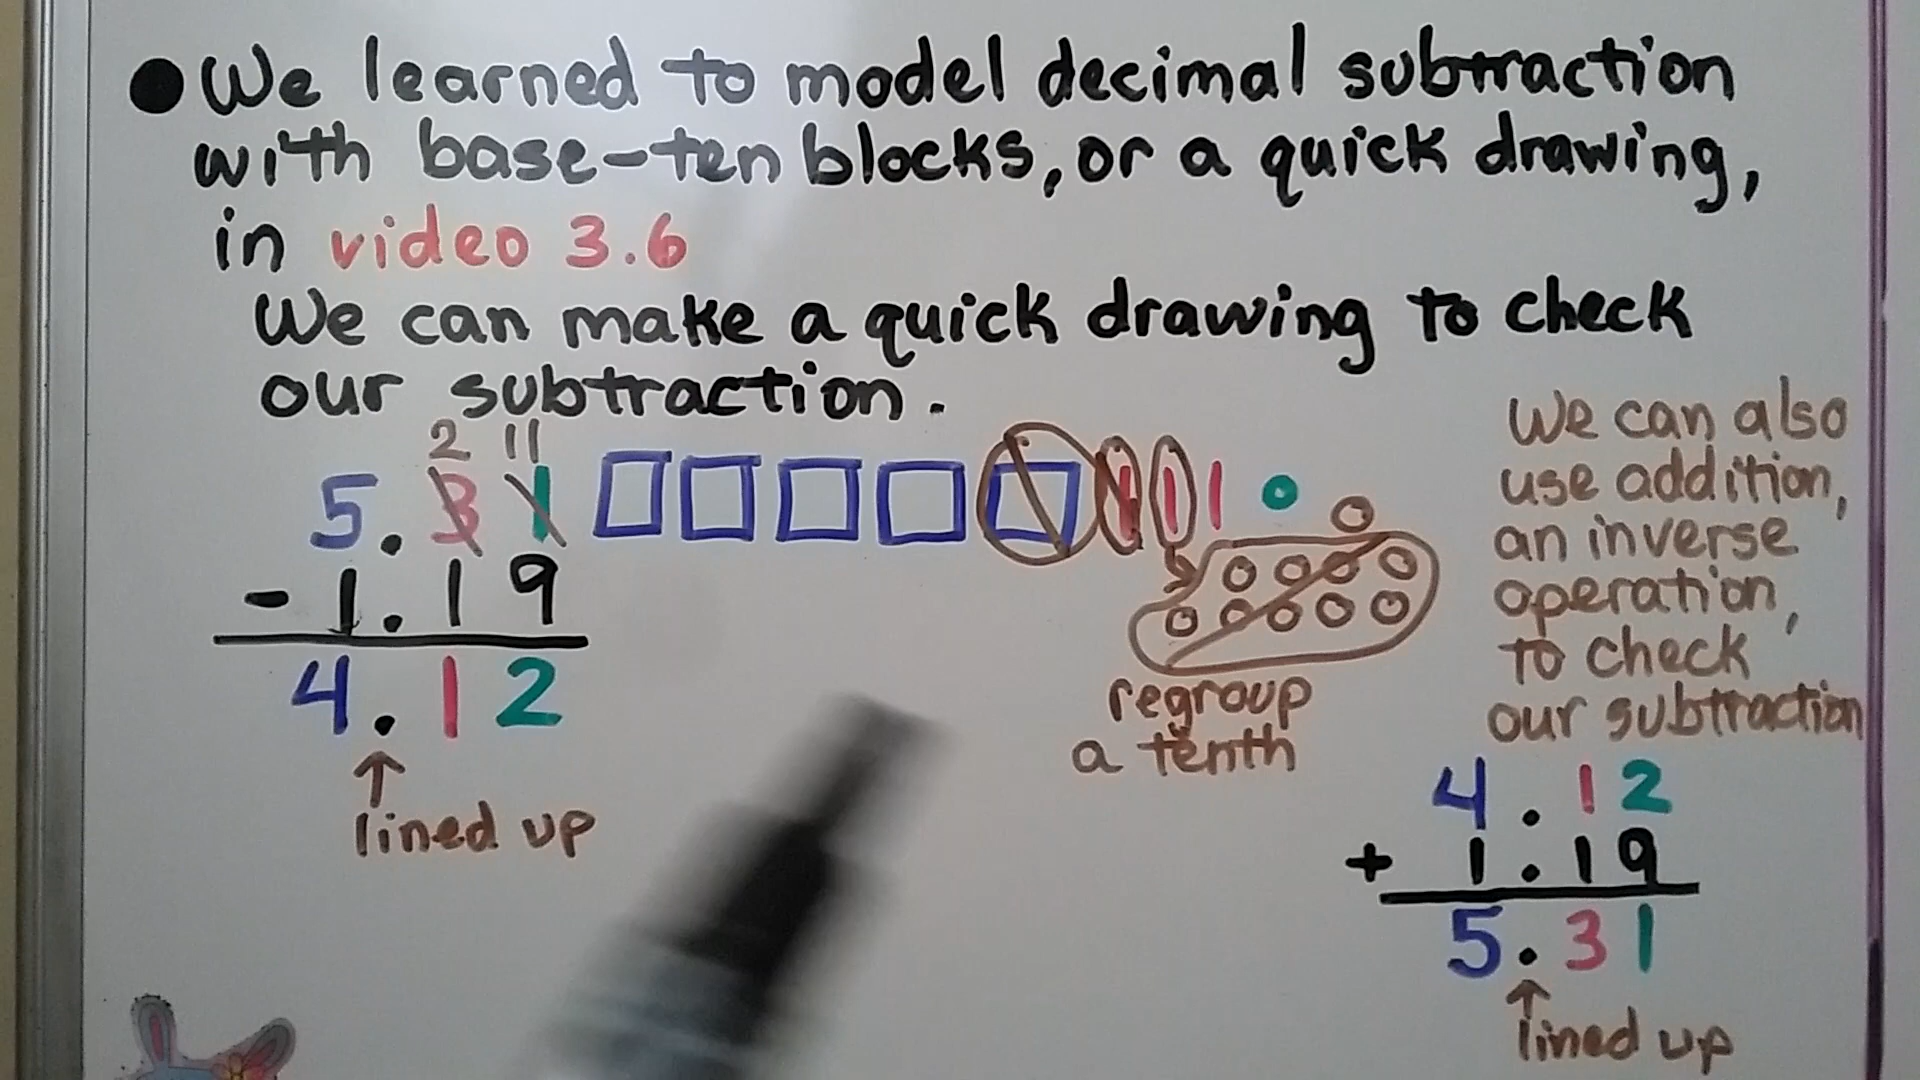 ● We learned to model decimal subtraction
with base-ten blocks, or a quick drawing,
in video 3.6
We can make a quick drawing to check
our subtraction.
2 11
5.31
- 1.19
4.12
↑
lined up
regroup
a tenth
We can also
use addition,
an inverse
operation,
to check
our subtraction
4.12
+ 1.19
5.31
↑
lined up